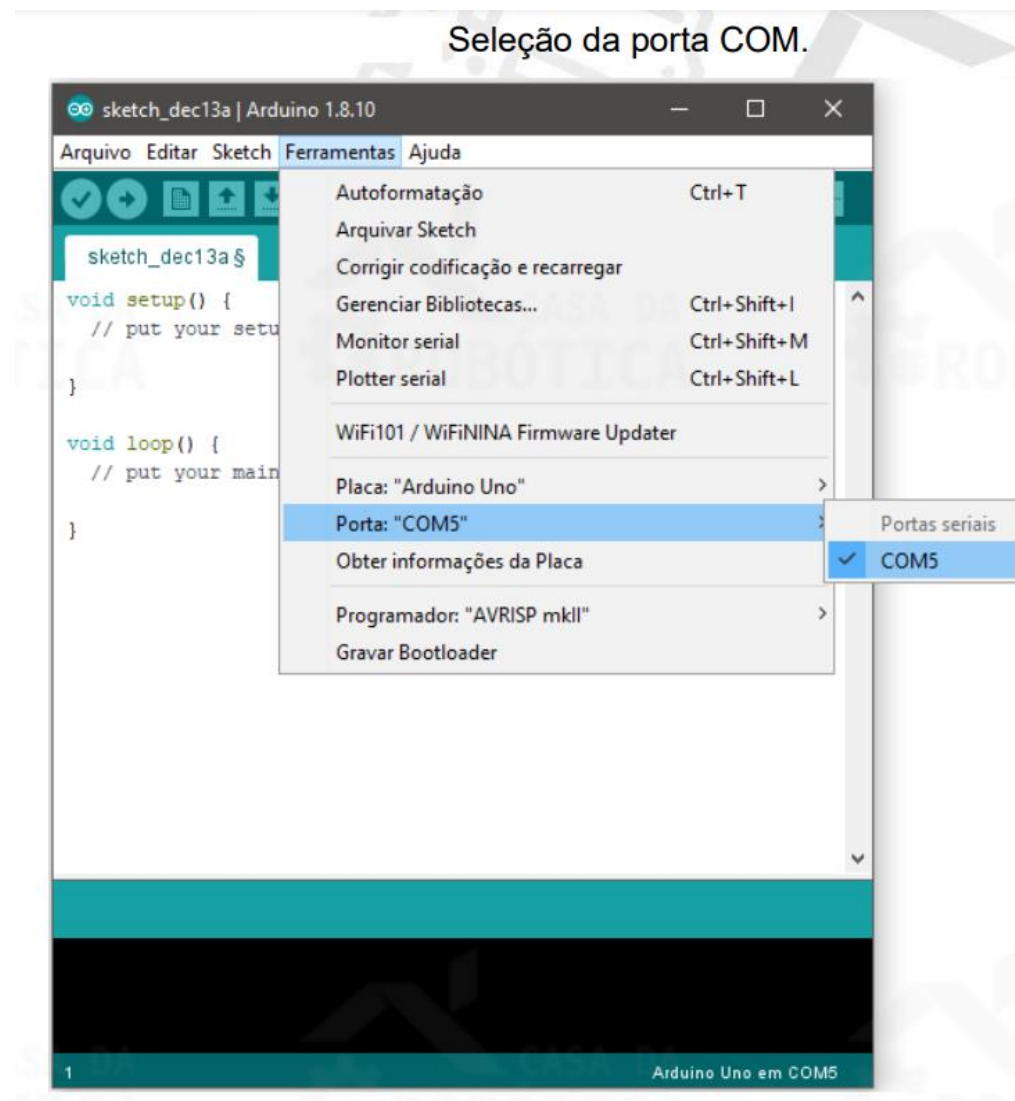 Seleção da porta COM.
sketch_dec13a | Arduino 1.8.10
Arquivo Editar Sketch Ferramentas Ajuda
sketch_dec13a §
void setup() {
// put your setu
}
void loop() {
// put your main
}
Autoformatação Ctrl+T
Arquivar Sketch
Corrigir codificação e recarregar
Gerenciar Bibliotecas... Ctrl+Shift+I
Monitor serial Ctrl+Shift+M
Plotter serial Ctrl+Shift+L
WiFi101 / WiFiNINA Firmware Updater
Placa: "Arduino Uno"
Porta: "COM5"
Obter informações da Placa
Programador: "AVRISP mkII"
Gravar Bootloader
Portas seriais
COM5
1 Arduino Uno em COM5
CASA DA
ROBÓTICA